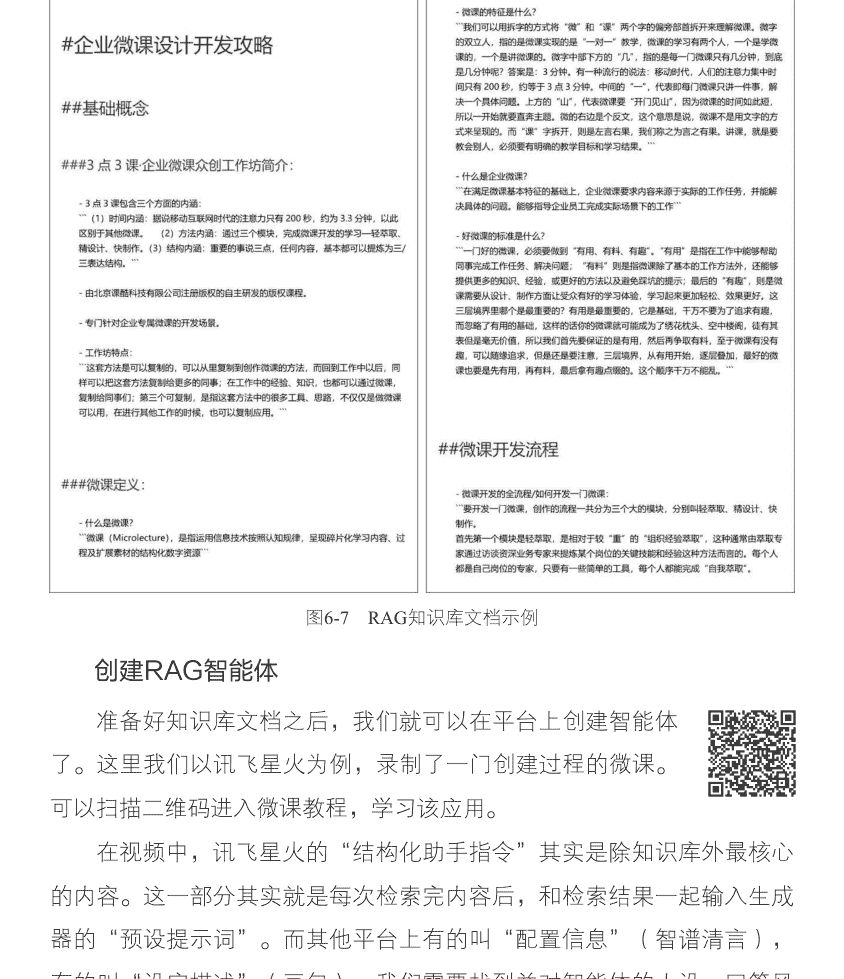 #企业微课设计开发攻略
##基础概念
###3 点 3 课·企业微课众创工作坊简介：
- 3 点 3 课包含三个方面的内涵：
```（1）时间内涵：据说移动互联网时代的注意力只有 200 秒，约为 3.3 分钟，以此
区别于其他微课。 （2）方法内涵：通过三个模块，完成微课开发的学习—轻萃取、
精设计、快制作。（3）结构内涵：重要的事说三点，任何内容，基本都可以提炼为三/
三表达结构。```
- 由北京课酷科技有限公司注册版权的自主研发的版权课程。
- 专门针对企业专属微课的开发场景。
- 工作坊特点：
```这套方法是可以复制的，可以从里复制到创作微课的方法，而回到工作中以后，同
样可以把这套方法复制给更多的同事；在工作中的经验、知识，也都可以通过微课，
复制给同事们；第三个可复制，是指这套方法中的很多工具、思路，不仅仅是做微课
可以用，在进行其他工作的时候，也可以复制应用。```
###微课定义：
- 什么是微课？
```微课（Microlecture），是指运用信息技术按照认知规律，呈现碎片化学习内容、过
程及扩展素材的结构化数字资源```
- 微课的特征是什么？
```我们可以用拆字的方式将“微”和“课”两个字的偏旁部首拆开来理解微课。微字
的双立人，指的是微课实现的是“一对一”教学，微课的学习有两个人，一个是学微
课的，一个是讲微课的。微字中部下方的“几”，指的是每一门微课只有几分钟，到底
是几分钟呢？答案是：3 分钟。有一种流行的说法：移动时代，人们的注意力集中时
间只有 200 秒，约等于 3 点 3 分钟。中间的“一”，代表即每门微课只讲一件事，解
决一个具体问题。上方的“山”，代表微课要“开门见山”，因为微课的时间如此短，
所以一开始就要直奔主题。微的右边是个反文，这个意思是说，微课不是用文字的方
式来呈现的。而“课”字拆开，则是左言右果，我们称之为言之有果。讲课，就是要
教会别人，必须要有明确的教学目标和学习结果。```
- 什么是企业微课？
```在满足微课基本特征的基础上，企业微课要求内容来源于实际的工作任务，并能解
决具体的问题。能够指导企业员工完成实际场景下的工作```
- 好微课的标准是什么？
```一门好的微课，必须要做到“有用、有料、有趣”。“有用”是指在工作中能够帮助
同事完成工作任务、解决问题；“有料”则是指微课除了基本的工作方法外，还能够
提供更多的知识、经验，或更好的方法以及避免踩坑的提示；最后的“有趣”，则是微
课需要从设计、制作方面让受众有好的学习体验，学习起来更加轻松、效果更好。这
三层境界里哪个是最重要的？有用是最重要的，它是基础，千万不要为了追求有趣，
而忽略了有用的基础，这样的话你的微课就可能成为了绣花枕头、空中楼阁，徒有其
表但是毫无价值，所以我们首先要保证的是有用，然后再争取有料，至于微课有没有
趣，可以随缘追求，但是还是要注意，三层境界，从有用开始，逐层叠加，最好的微
课也要是先有用，再有料，最后拿有趣点缀的。这个顺序千万不能乱。```
##微课开发流程
- 微课开发的全流程/如何开发一门微课：
```要开发一门微课，创作的流程一共分为三个大的模块，分别叫轻萃取、精设计、快
制作。
首先第一个模块是轻萃取，是相对于较“重”的“组织经验萃取”，这种通常由萃取专
家通过访谈资深业务专家来提炼某个岗位的关键技能和经验这种方法而言的。每个人
都是自己岗位的专家，只要有一些简单的工具，每个人都能完成“自我萃取”。
图6-7 RAG知识库文档示例
创建RAG智能体
准备好知识库文档之后，我们就可以在平台上创建智能体
了。这里我们以讯飞星火为例，录制了一门创建过程的微课。
可以扫描二维码进入微课教程，学习该应用。
在视频中，讯飞星火的“结构化助手指令”其实是除知识库外最核心
的内容。这一部分其实就是每次检索完内容后，和检索结果一起输入生成
器的“预设提示词”。而其他平台上有的叫“配置信息”（智谱清言），